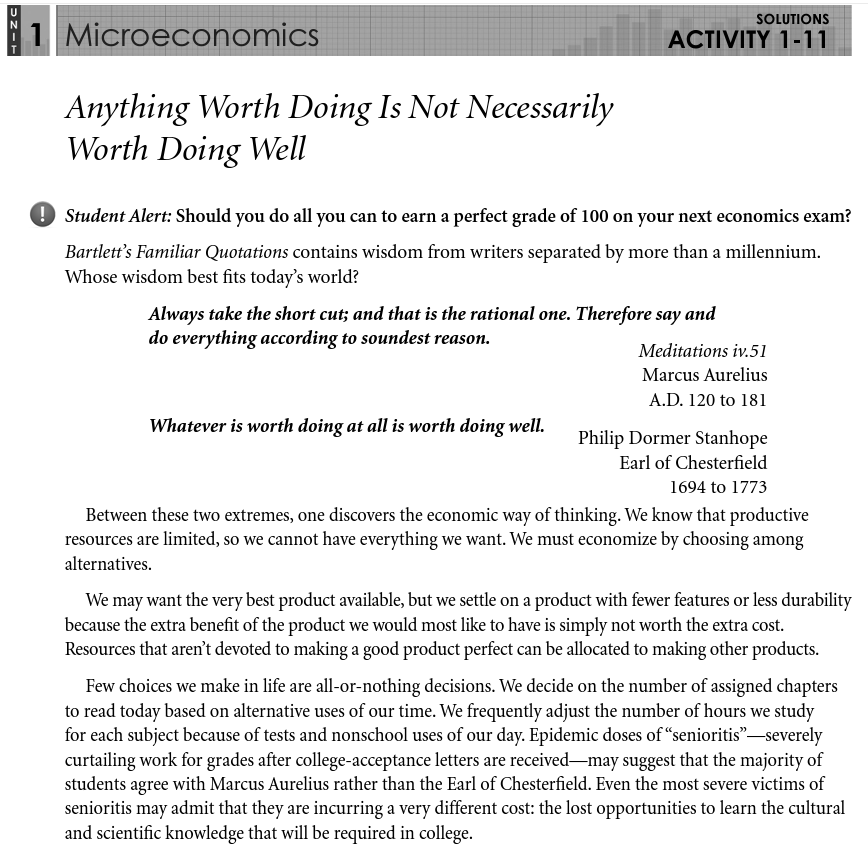 UNIT 1 Microeconomics
SOLUTIONS
ACTIVITY 1-11
Anything Worth Doing Is Not Necessarily
Worth Doing Well
! Student Alert: Should you do all you can to earn a perfect grade of 100 on your next economics exam?
Bartlett’s Familiar Quotations contains wisdom from writers separated by more than a millennium.
Whose wisdom best fits today’s world?
Always take the short cut; and that is the rational one. Therefore say and
do everything according to soundest reason.
Meditations iv.51
Marcus Aurelius
A.D. 120 to 181
Whatever is worth doing at all is worth doing well.
Philip Dormer Stanhope
Earl of Chesterfield
1694 to 1773
Between these two extremes, one discovers the economic way of thinking. We know that productive
resources are limited, so we cannot have everything we want. We must economize by choosing among
alternatives.
We may want the very best product available, but we settle on a product with fewer features or less durability
because the extra benefit of the product we would most like to have is simply not worth the extra cost.
Resources that aren’t devoted to making a good product perfect can be allocated to making other products.
Few choices we make in life are all-or-nothing decisions. We decide on the number of assigned chapters
to read today based on alternative uses of our time. We frequently adjust the number of hours we study
for each subject because of tests and nonschool uses of our day. Epidemic doses of “senioritis”—severely
curtailing work for grades after college-acceptance letters are received—may suggest that the majority of
students agree with Marcus Aurelius rather than the Earl of Chesterfield. Even the most severe victims of
senioritis may admit that they are incurring a very different cost: the lost opportunities to learn the cultural
and scientific knowledge that will be required in college.